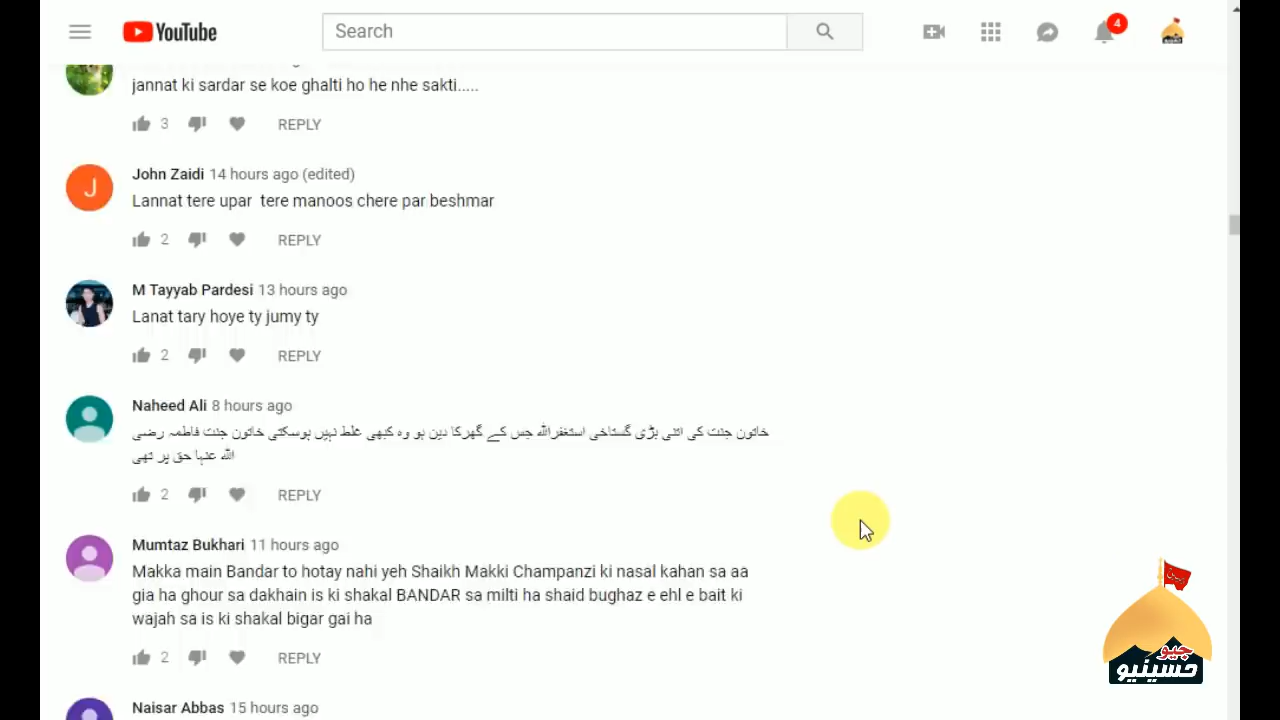 YouTube
Search
4
jannat ki sardar se koe ghalti ho he nhe sakti.....
3 REPLY
J
John Zaidi 14 hours ago (edited)
Lannat tere upar tere manoos chere par beshmar
2 REPLY
M Tayyab Pardesi 13 hours ago
Lanat tary hoye ty jumy ty
2 REPLY
Naheed Ali 8 hours ago
خاتون جنت کی اتنی بڑی گستاخی استغفراللہ جس کے گھرکا دین ہو وہ کبھی غلط نہیں ہوسکتی خاتون جنت فاطمہ رضی
اللہ عنہا حق پر تھی
2 REPLY
Mumtaz Bukhari 11 hours ago
Makka main Bandar to hotay nahi yeh Shaikh Makki Champanzi ki nasal kahan sa aa
gia ha ghour sa dakhain is ki shakal BANDAR sa milti ha shaid bughaz e ehl e bait ki
wajah sa is ki shakal bigar gai ha
2 REPLY
جیو
حسینیو
Naisar Abbas 15 hours ago